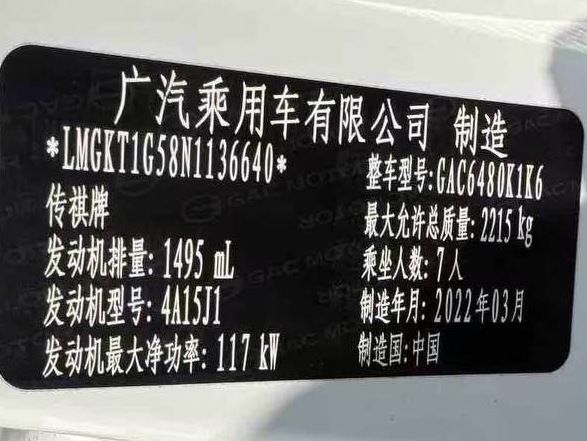 广汽乘用车有限公司 制造
*LMGKT1G58N1136640*
整车型号:GAC6480K1K6
传祺牌
最大允许总质量:2215 kg
发动机排量:1495 mL
乘坐人数:7人
发动机型号:4A15J1
制造年月:2022年03月
发动机最大净功率:117 kW
制造国:中国